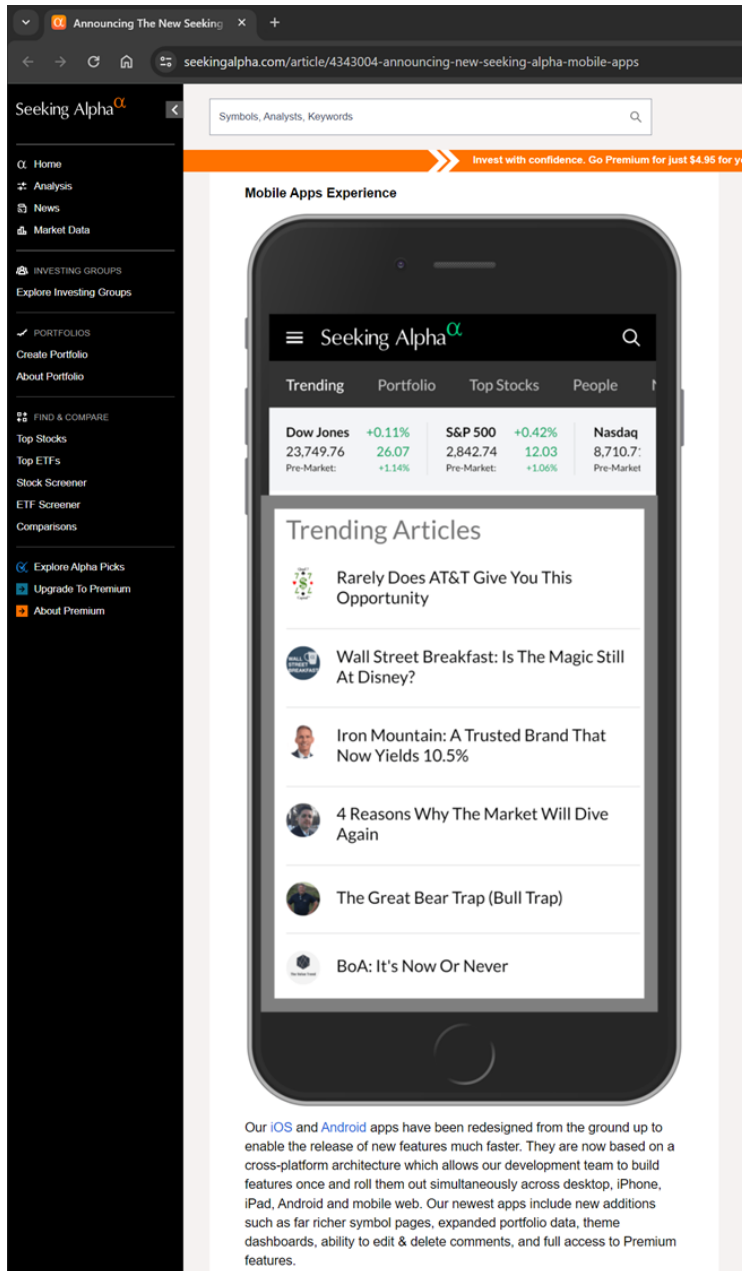 Announcing The New Seeking
seekingalpha.com/article/4343004-announcing-new-seeking-alpha-mobile-apps
Seeking Alphaα
Symbols, Analysts, Keywords
Invest with confidence. Go Premium for just $4.95 for
Home
Analysis
News
Market Data
INVESTING GROUPS
Explore Investing Groups
PORTFOLIOS
Create Portfolio
About Portfolio
FIND & COMPARE
Top Stocks
Top ETFs
Stock Screener
ETF Screener
Comparisons
Explore Alpha Picks
Upgrade To Premium
About Premium
Mobile Apps Experience
Seeking Alphaα
Trending Portfolio Top Stocks People
Dow Jones +0.11% S&P 500 +0.42% Nasdaq
23,749.76 26.07 2,842.74 12.03 8,710.7
Pre-Market: +1.14% Pre-Market: +1.06% Pre-Market
Trending Articles
Rarely Does AT&T Give You This
Opportunity
WALL STREET BREAKFAST
Wall Street Breakfast: Is The Magic Still
At Disney?
Iron Mountain: A Trusted Brand That
Now Yields 10.5%
4 Reasons Why The Market Will Dive
Again
The Great Bear Trap (Bull Trap)
BoA: It's Now Or Never
Our iOS and Android apps have been redesigned from the ground up to
enable the release of new features much faster. They are now based on a
cross-platform architecture which allows our development team to build
features once and roll them out simultaneously across desktop, iPhone,
iPad, Android and mobile web. Our newest apps include new additions
such as far richer symbol pages, expanded portfolio data, theme
dashboards, ability to edit & delete comments, and full access to Premium
features.